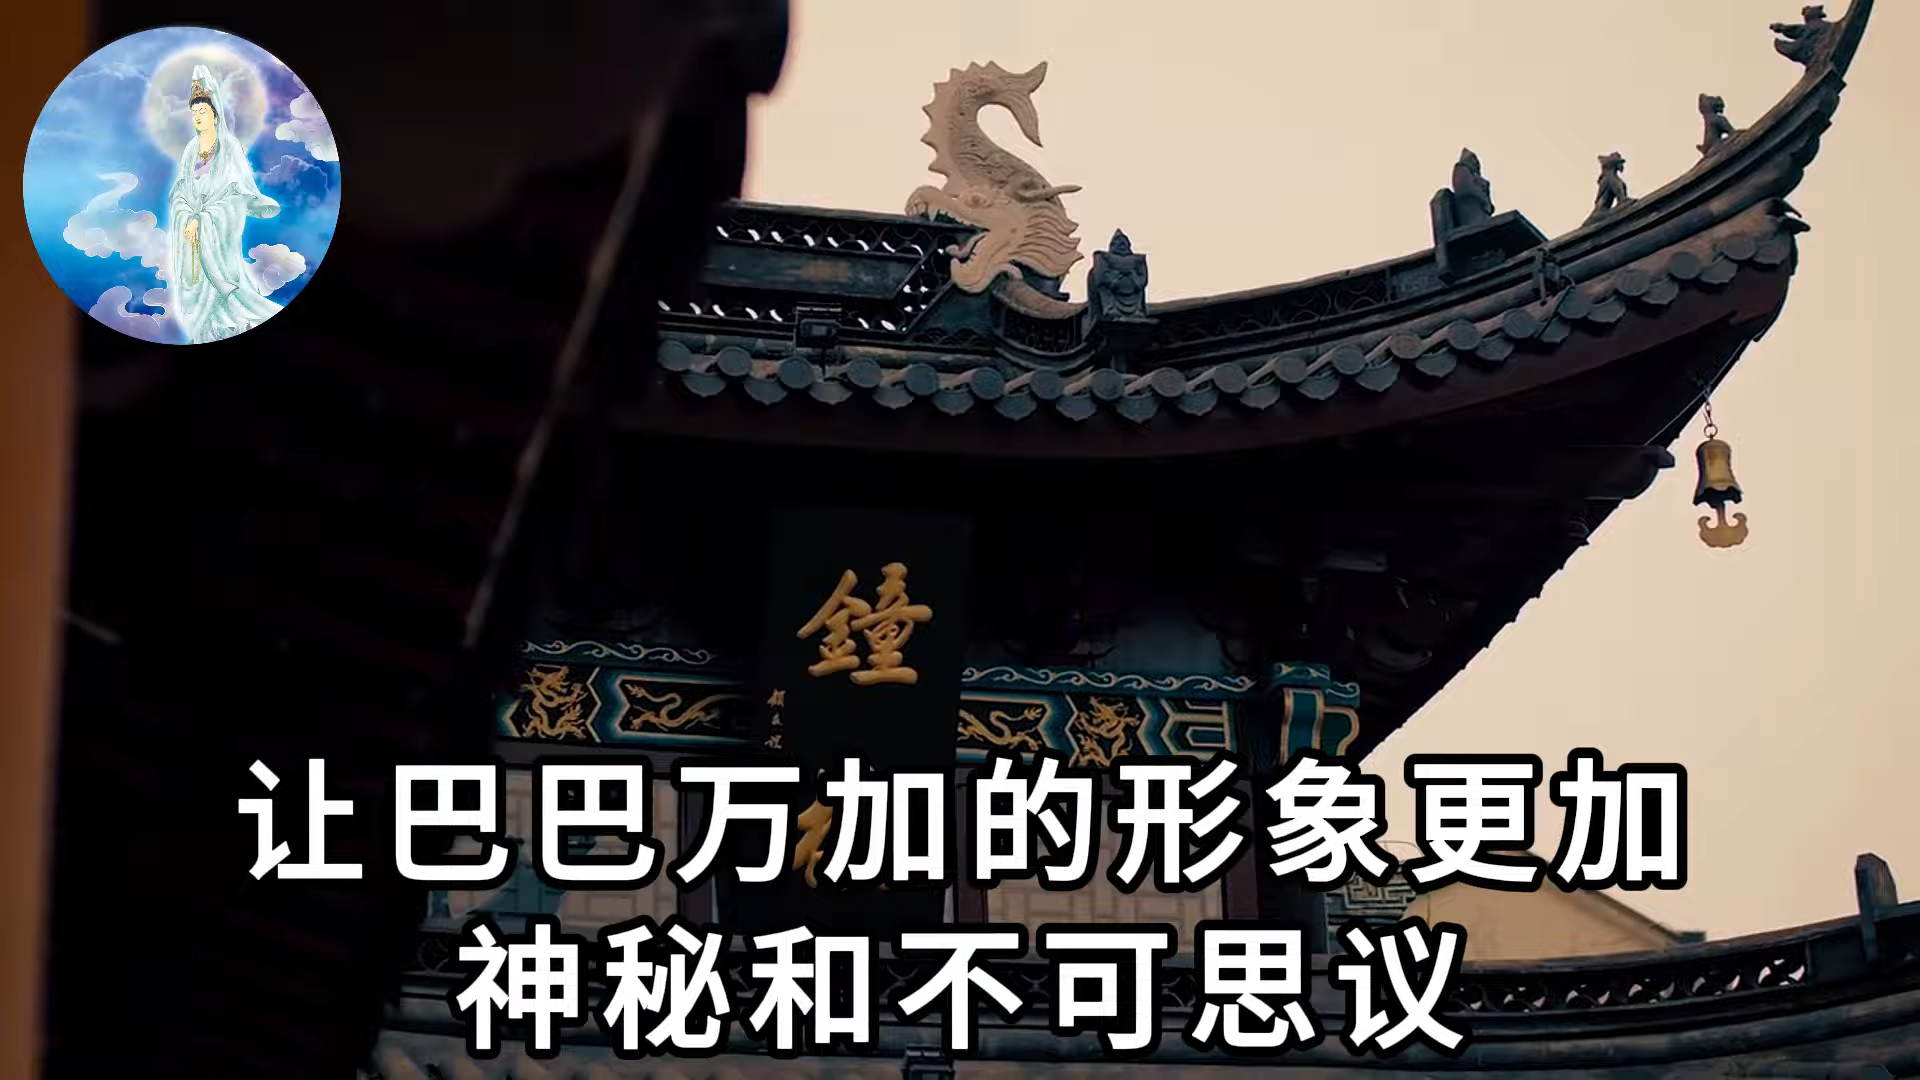 鐘
让巴巴万加的形象更加
神秘和不可思议